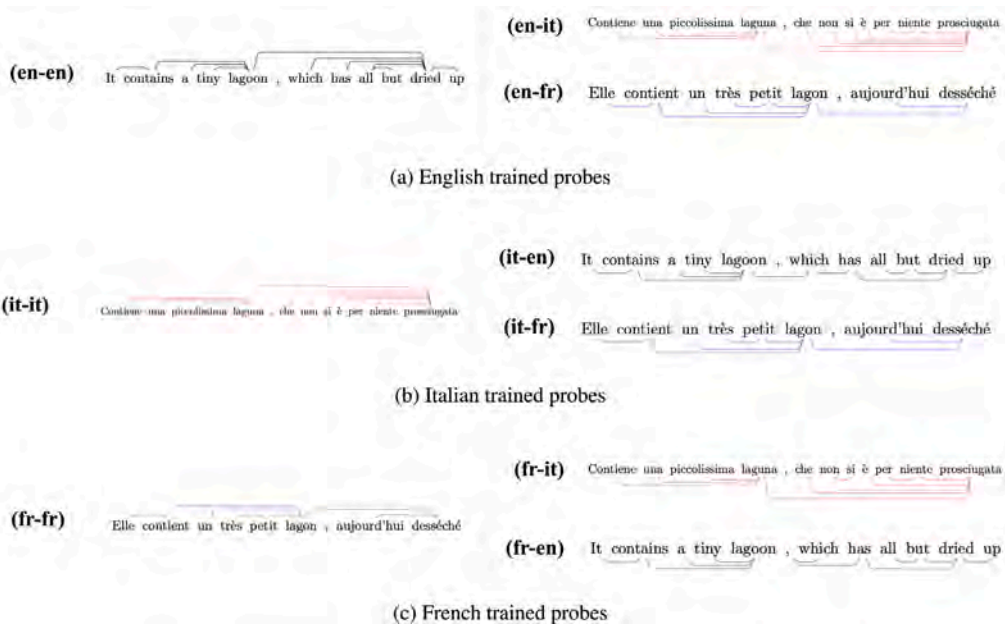 (en-en)
It contains a tiny lagoon , which has all but dried up
(en-it)
Contiene una piccolissima laguna , che non si è per niente prosciugata
(en-fr)
Elle contient un très petit lagon , aujourd'hui desséché
(a) English trained probes
(it-it)
Contiene una piccolissima laguna , che non si è per niente prosciugata
(it-en)
It contains a tiny lagoon , which has all but dried up
(it-fr)
Elle contient un très petit lagon , aujourd'hui desséché
(b) Italian trained probes
(fr-fr)
Elle contient un très petit lagon , aujourd'hui desséché
(fr-it)
Contiene una piccolissima laguna , che non si è per niente prosciugata
(fr-en)
It contains a tiny lagoon , which has all but dried up
(c) French trained probes